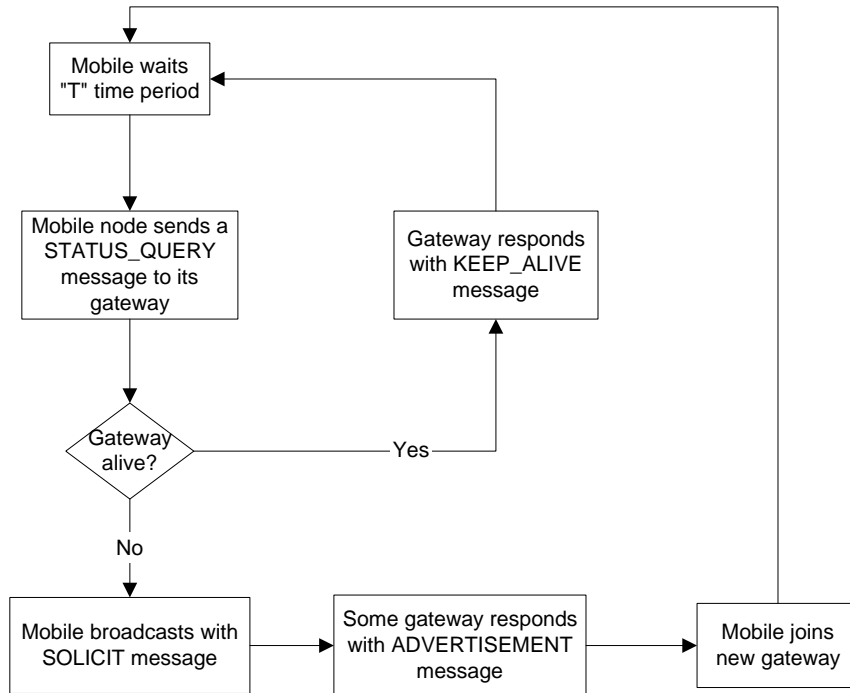 Mobile waits
"T" time period
Mobile node sends a
STATUS_QUERY
message to its
gateway
Gateway responds
with KEEP_ALIVE
message
Gateway
alive?
Yes
No
Mobile broadcasts with
SOLICIT message
Some gateway responds
with ADVERTISEMENT
message
Mobile joins
new gateway